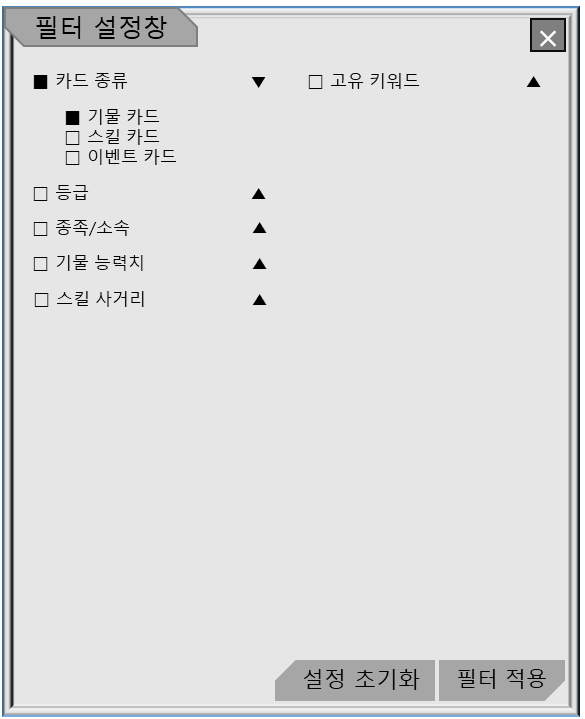 필터 설정창
■ 카드 종류 ▼
■ 기물 카드
□ 스킬 카드
□ 이벤트 카드
□ 등급 ▲
□ 종족/소속 ▲
□ 기물 능력치 ▲
□ 스킬 사거리 ▲
□ 고유 키워드 ▲
설정 초기화
필터 적용